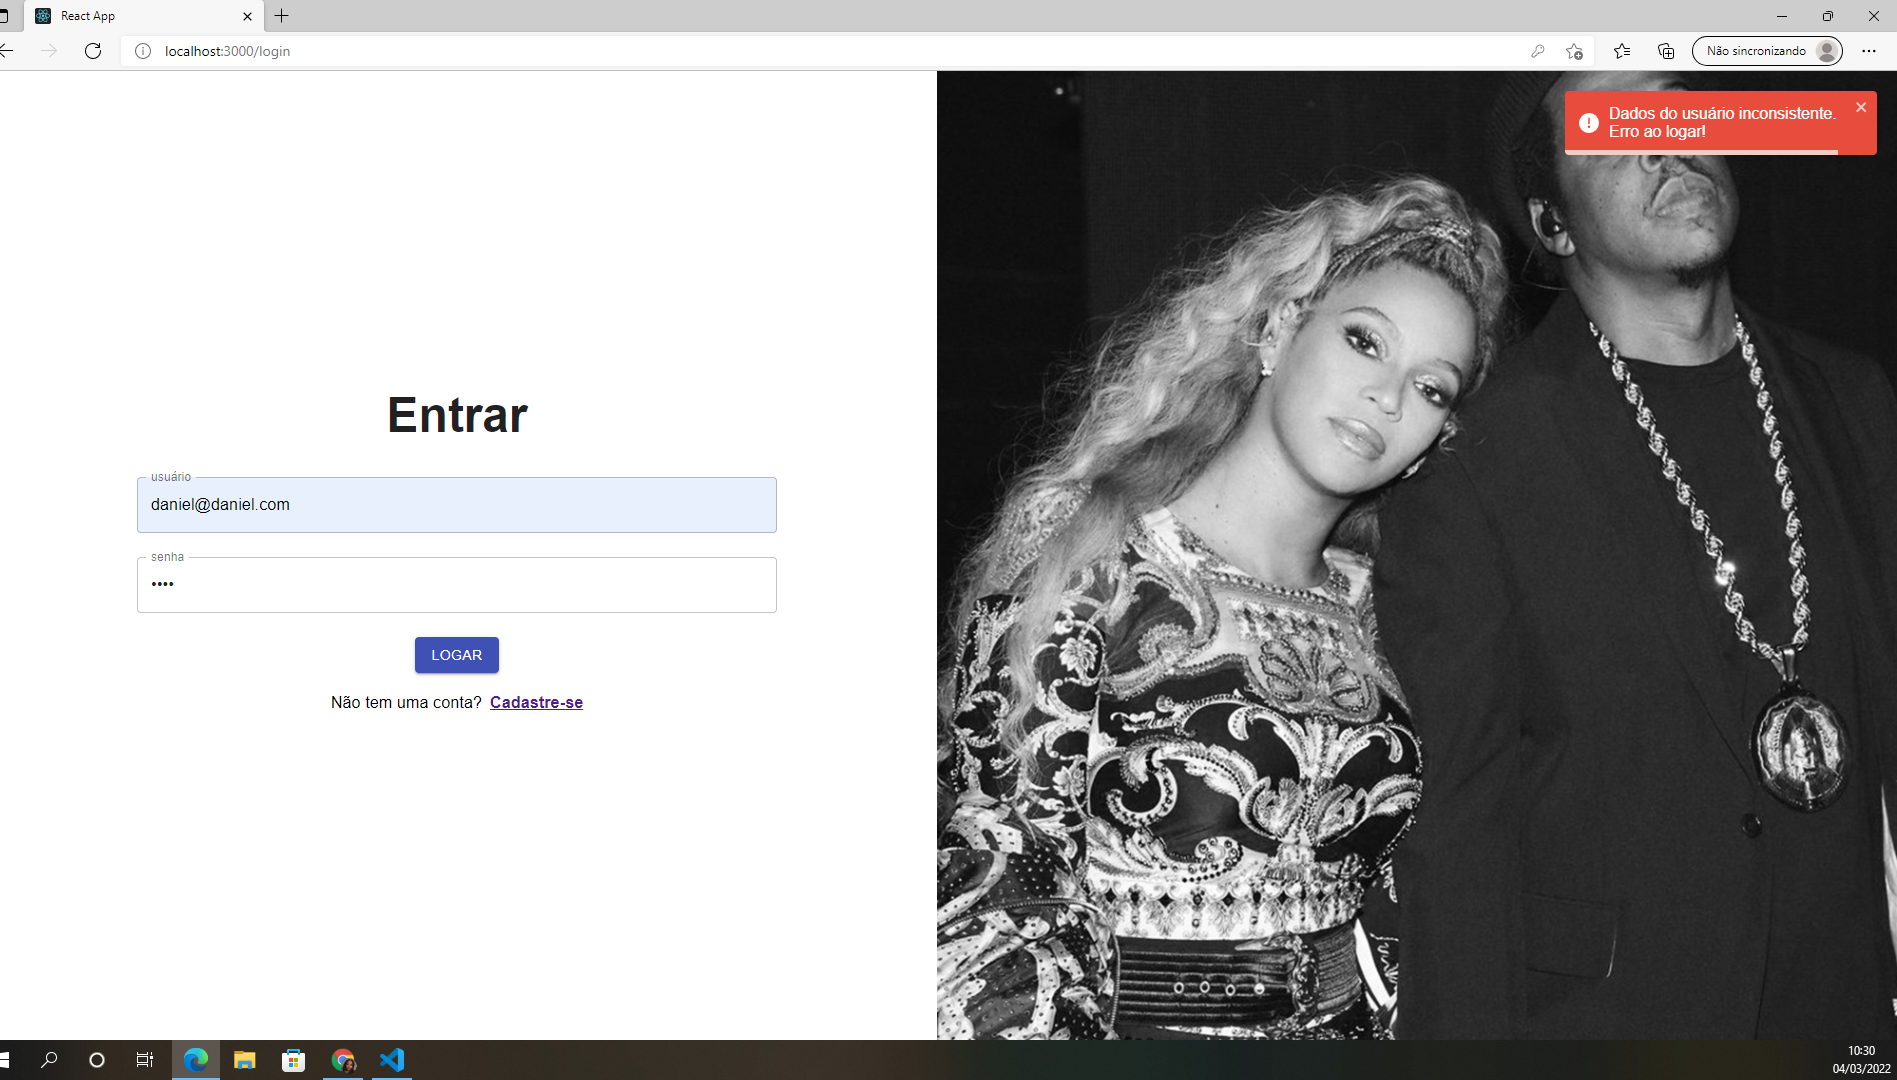 React App
localhost:3000/login
Não sincronizando
Dados do usuário inconsistente.
Erro ao logar!
Entrar
usuário
daniel@daniel.com
senha
••••
LOGAR
Não tem uma conta? Cadastre-se
10:30
04/03/2022